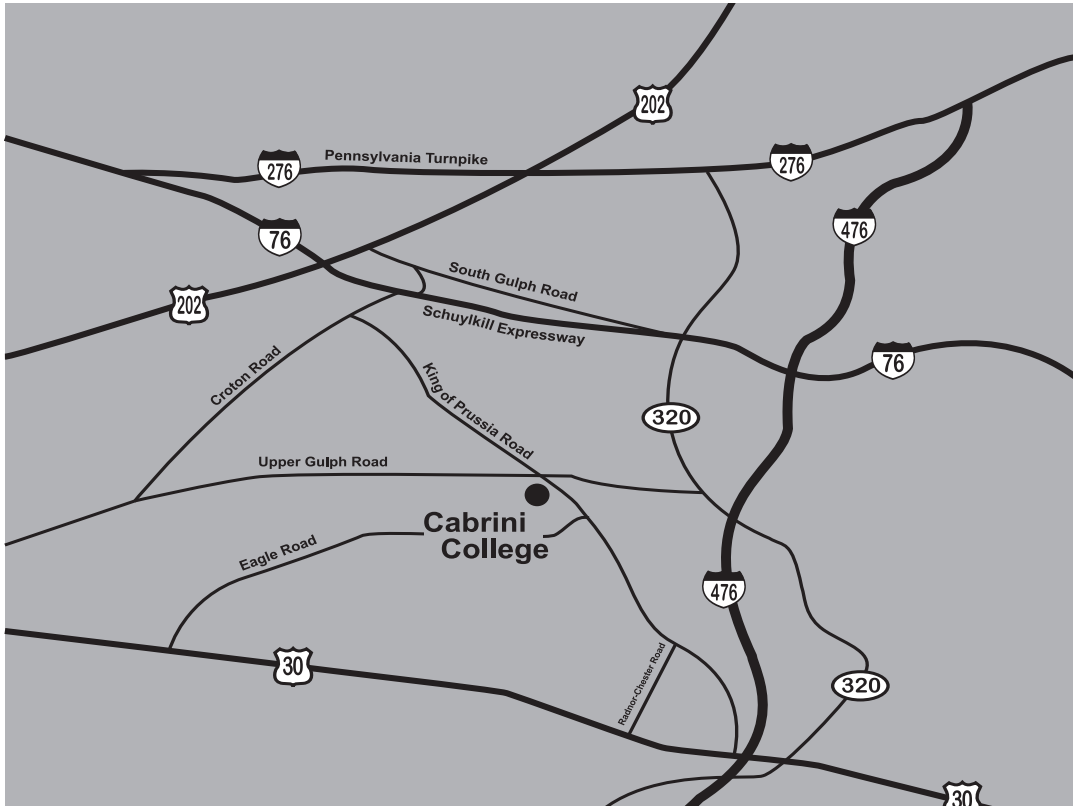 202
Pennsylvania Turnpike
276
276
76
476
South Gulph Road
202
Schuylkill Expressway
76
Croton Road
King of Prussia Road
320
Upper Gulph Road
Cabrini
College
Eagle Road
476
30
Radnor-Chester Road
320
30